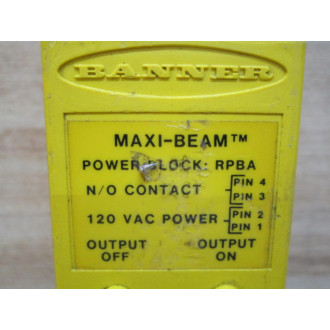 BANNER
MAXI-BEAM™
POWER BLOCK: RPBA
N/O CONTACT PIN 4
PIN 3
120 VAC POWER PIN 2
PIN 1
OUTPUT OUTPUT
OFF ON